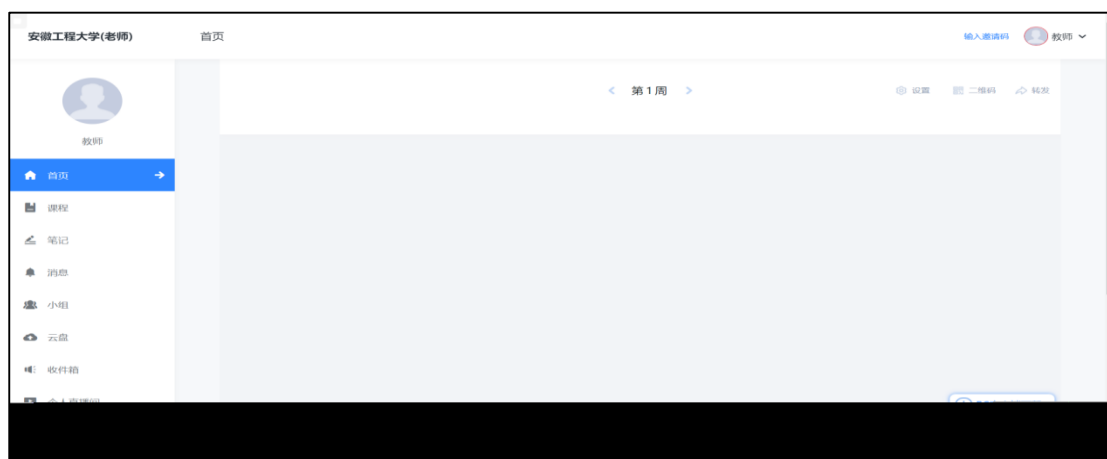 安徽工程大学(老师)
首页
输入邀请码
教师
第1周
设置
二维码
转发
教师
首页
课程
笔记
消息
小组
云盘
收件箱